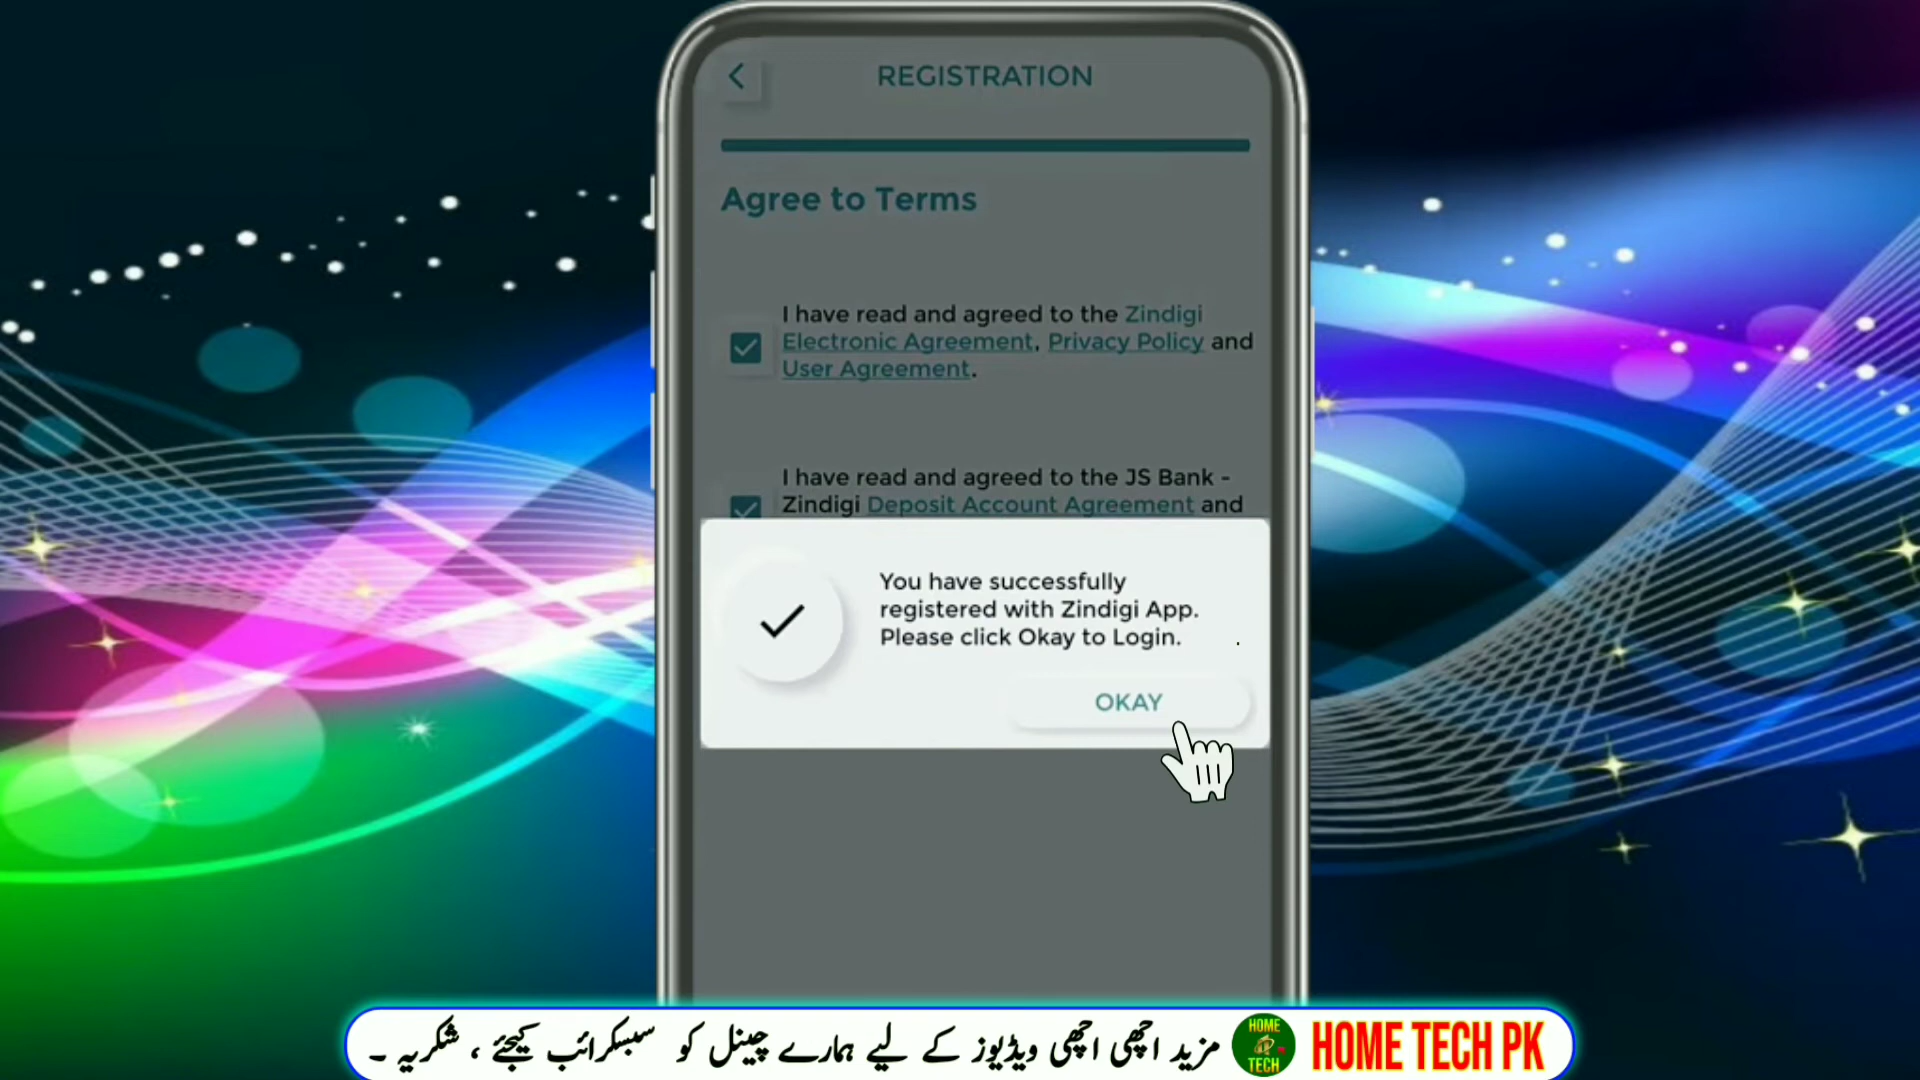 REGISTRATION
Agree to Terms
I have read and agreed to the Zindigi
Electronic Agreement, Privacy Policy and
User Agreement.
I have read and agreed to the JS Bank -
Zindigi Deposit Account Agreement and
You have successfully
registered with Zindigi App.
Please click Okay to Login.
OKAY
مزید اچھی اچھی ویڈیوز کے لیے ہمارے چینل کو سبسکرائب کیجئے ، شکریہ ۔
HOME
TECH
HOME TECH PK